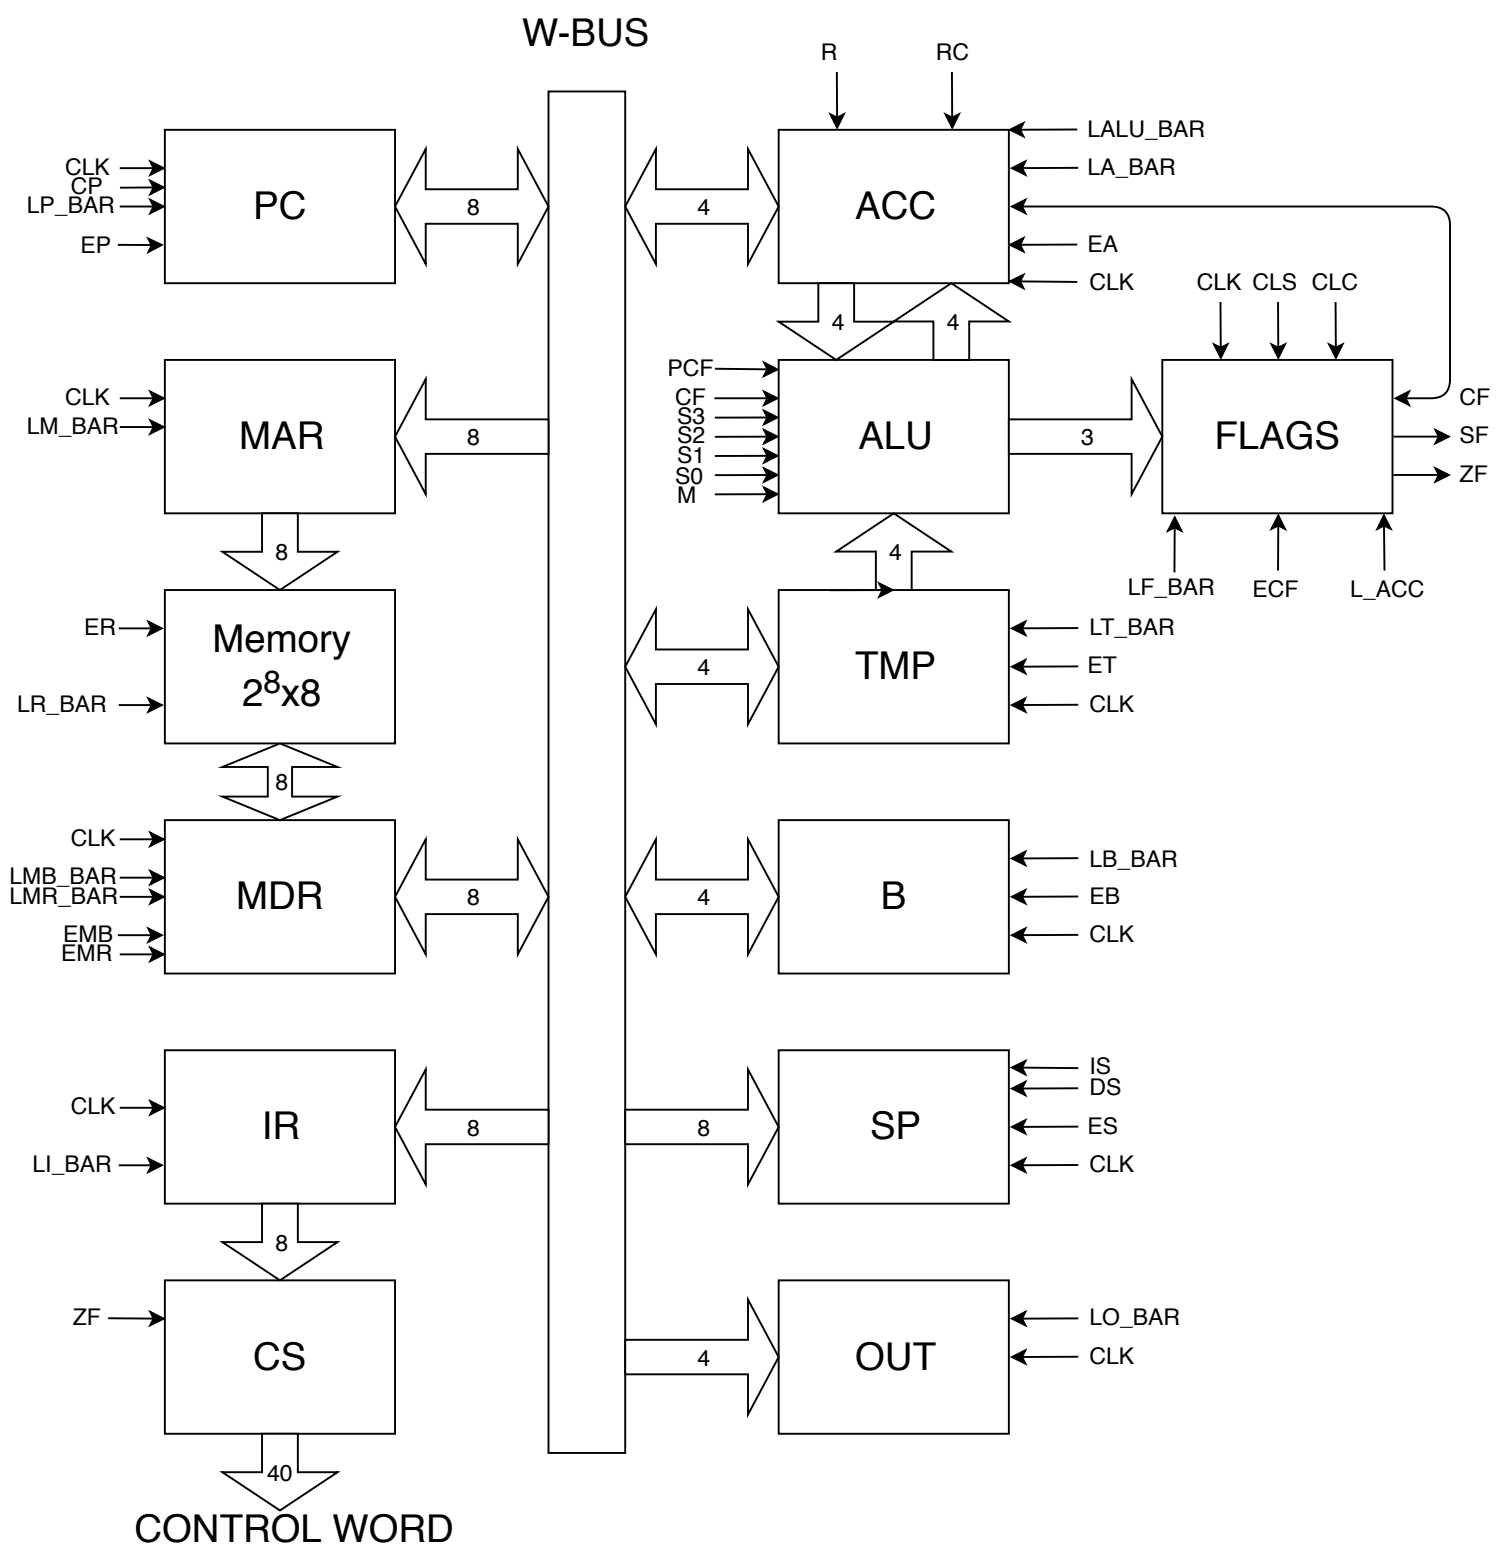 W-BUS
R
RC
CLK
CP
LP_BAR
EP
PC
8
4
ACC
LALU_BAR
LA_BAR
EA
CLK
4
4
CLK
LM_BAR
MAR
8
PCF
CF
S3
S2
S1
S0
M
ALU
3
CLK CLS CLC
FLAGS
CF
SF
ZF
LF_BAR
ECF
L_ACC
8
4
ER
LR_BAR
Memory
2⁸x8
4
TMP
LT_BAR
ET
CLK
8
CLK
LMB_BAR
LMR_BAR
EMB
EMR
MDR
8
4
B
LB_BAR
EB
CLK
CLK
LI_BAR
IR
8
8
SP
IS
DS
ES
CLK
8
ZF
CS
4
OUT
LO_BAR
CLK
40
CONTROL WORD